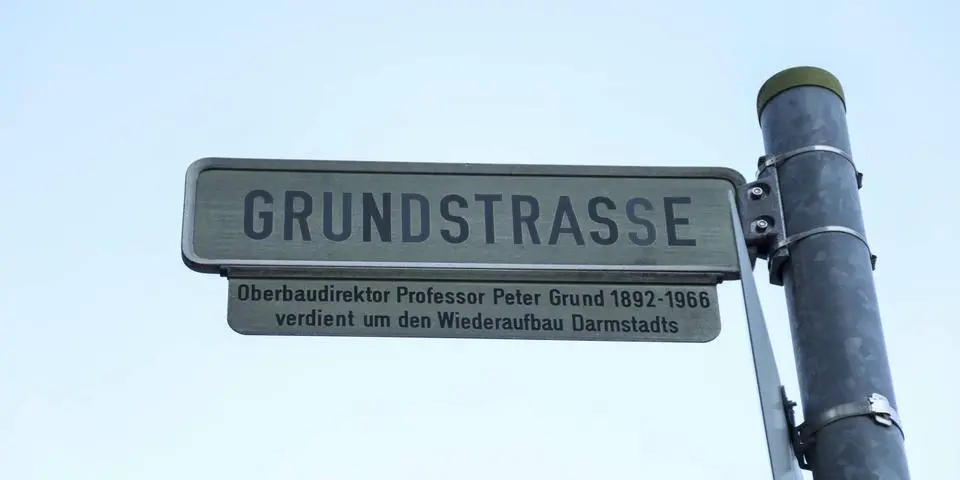 GRUNDSTRASSE
Oberbaudirektor Professor Peter Grund 1892-1966
verdient um den Wiederaufbau Darmstadts